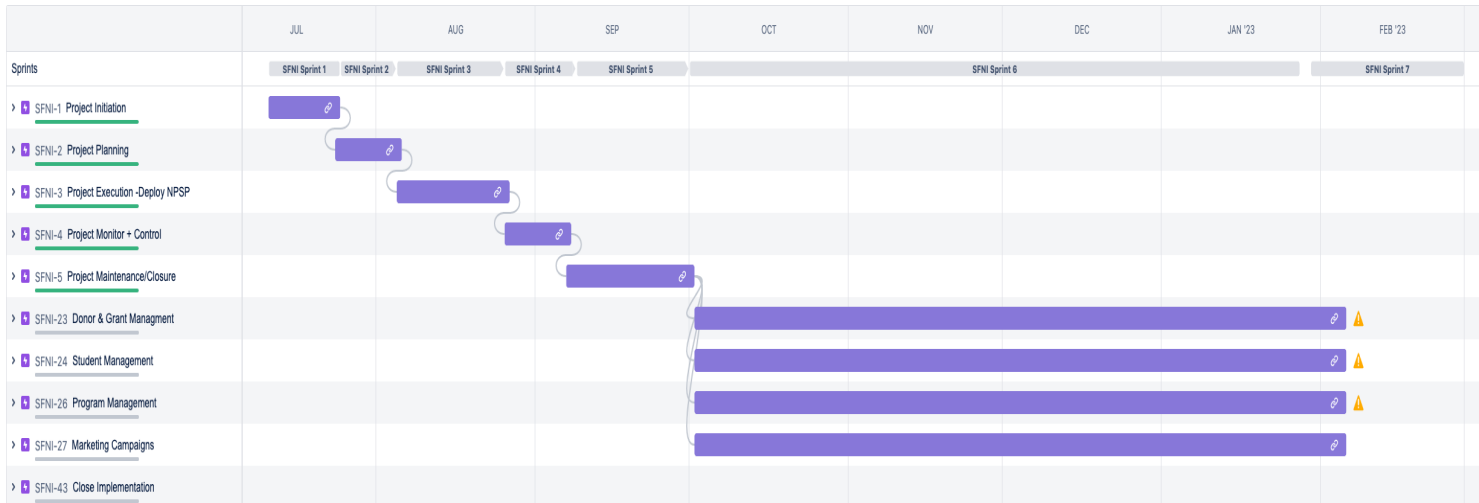 JUL AUG SEP OCT NOV DEC JAN '23 FEB '23
Sprints SFNI Sprint 1 SFNI Sprint 2 SFNI Sprint 3 SFNI Sprint 4 SFNI Sprint 5 SFNI Sprint 6 SFNI Sprint 7
SFNI-1 Project Initiation
SFNI-2 Project Planning
SFNI-3 Project Execution -Deploy NPSP
SFNI-4 Project Monitor + Control
SFNI-5 Project Maintenance/Closure
SFNI-23 Donor & Grant Managment
SFNI-24 Student Management
SFNI-26 Program Management
SFNI-27 Marketing Campaigns
SFNI-43 Close Implementation